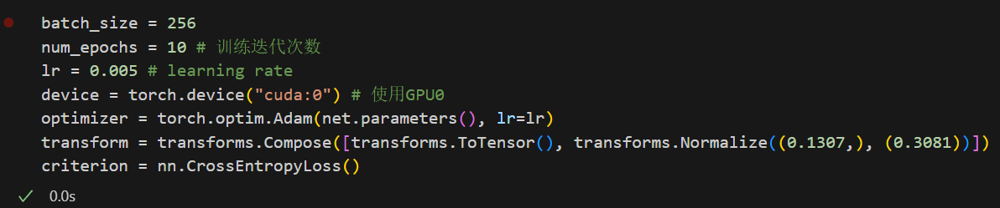 batch_size = 256
num_epochs = 10 # 训练迭代次数
lr = 0.005 # learning rate
device = torch.device("cuda:0") # 使用GPU0
optimizer = torch.optim.Adam(net.parameters(), lr=lr)
transform = transforms.Compose([transforms.ToTensor(), transforms.Normalize((0.1307,), (0.3081))])
criterion = nn.CrossEntropyLoss()
0.0s